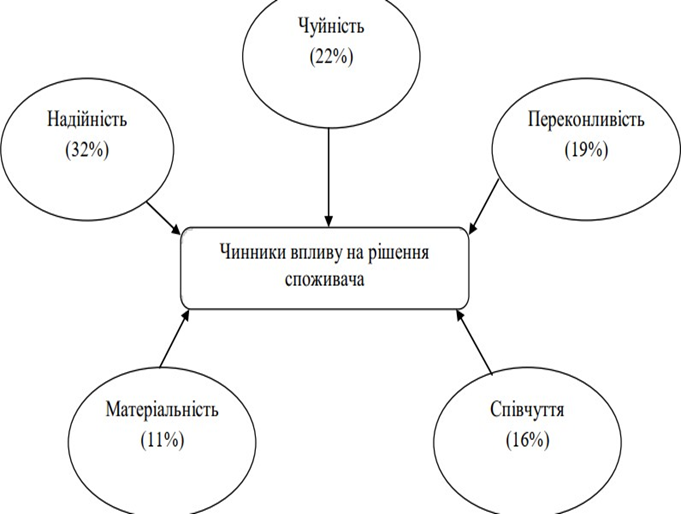 Чуйність
(22%)
Надійність
(32%)
Переконливість
(19%)
Чинники впливу на рішення
споживача
Матеріальність
(11%)
Співчуття
(16%)